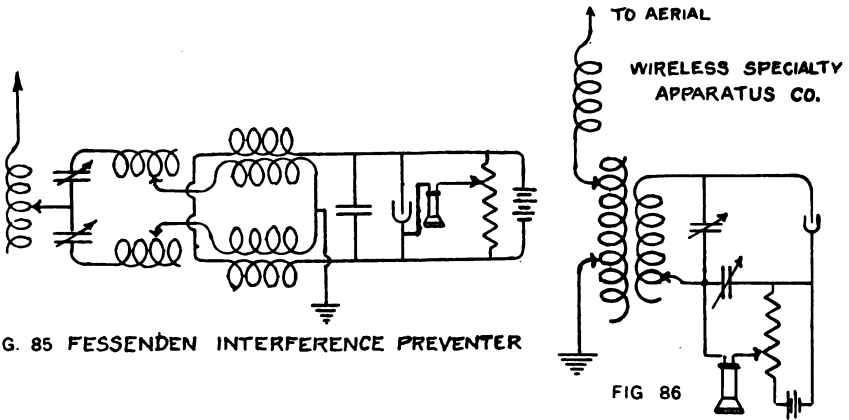 TO AERIAL
WIRELESS SPECIALTY
APPARATUS CO.
G. 85 FESSENDEN INTERFERENCE PREVENTER
FIG 86